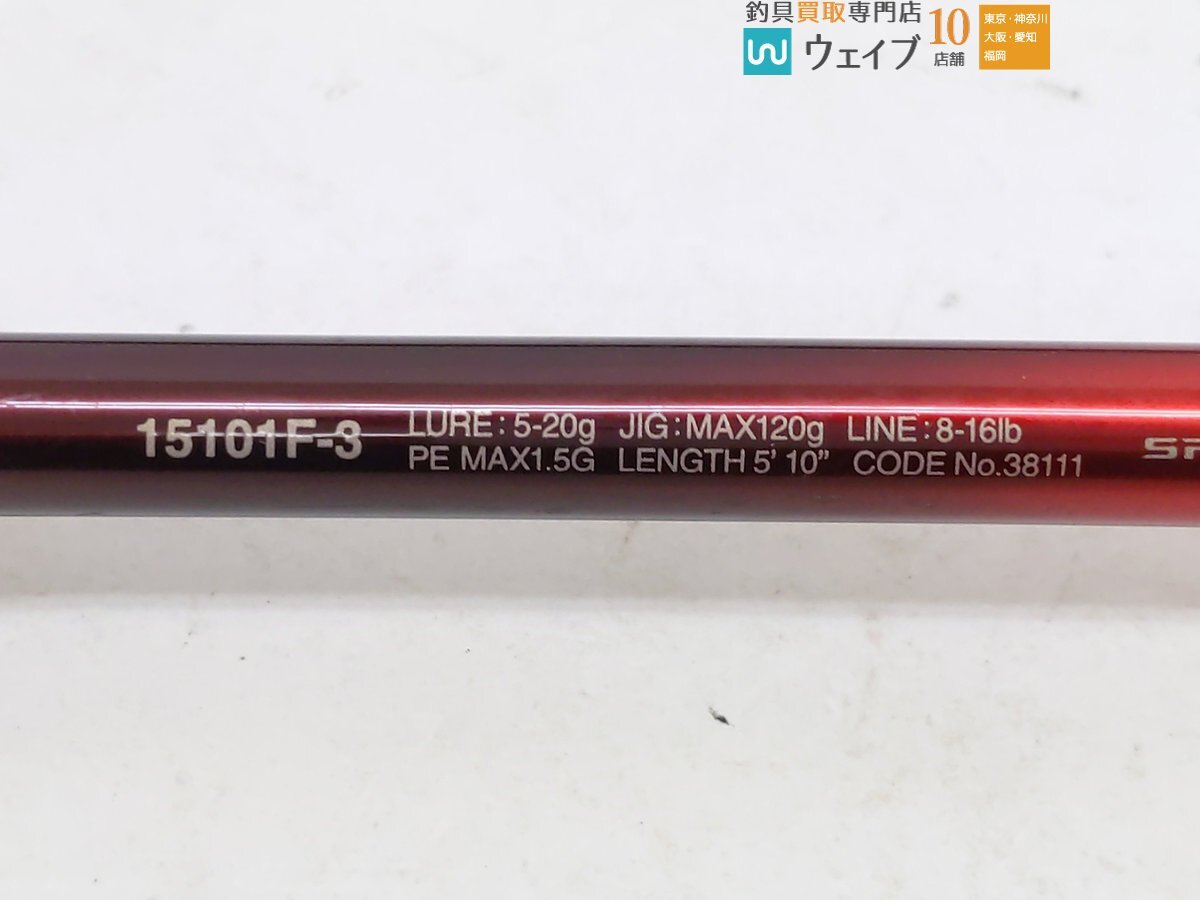 釣具買取専門店
ウェイブ
10
店舗
東京・神奈川
大阪・愛知
福岡
15101F-3
LURE : 5-20g JIG : MAX120g LINE : 8-16lb
PE MAX1.5G LENGTH 5' 10" CODE No.38111